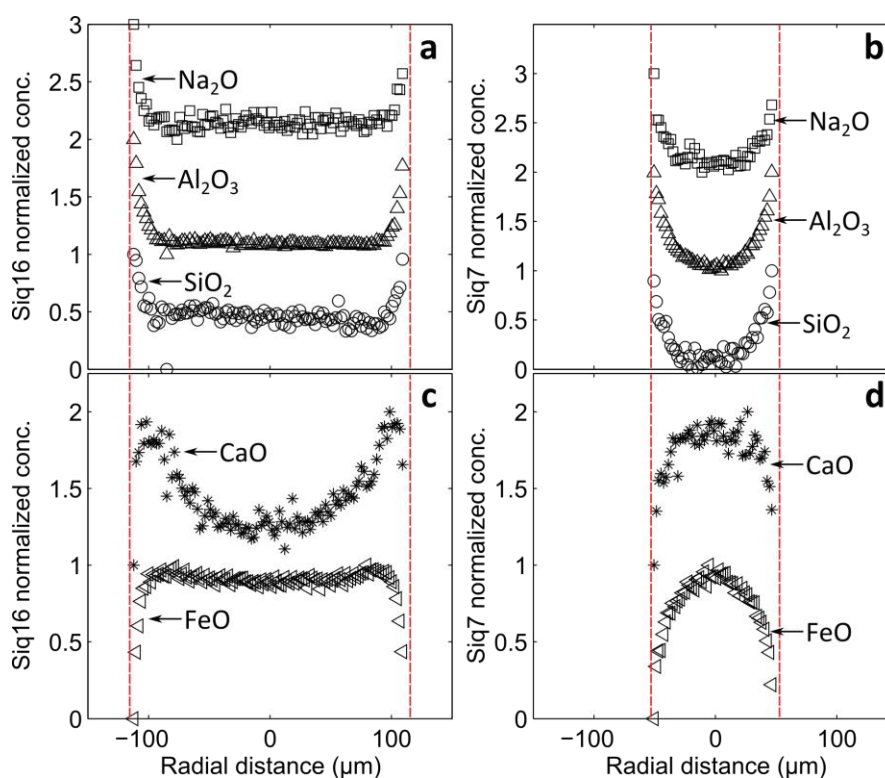 Siq16 normalized conc.
3
2.5
2
1.5
1
0.5
0
a
Na₂O
Al₂O₃
SiO₂
Siq7 normalized conc.
3
2.5
2
1.5
1
0.5
0
b
Na₂O
Al₂O₃
SiO₂
Siq16 normalized conc.
2
1.5
1
0.5
0
c
CaO
FeO
−100 0 100
Radial distance (µm)
Siq7 normalized conc.
2
1.5
1
0.5
0
d
CaO
FeO
−100 0 100
Radial distance (µm)